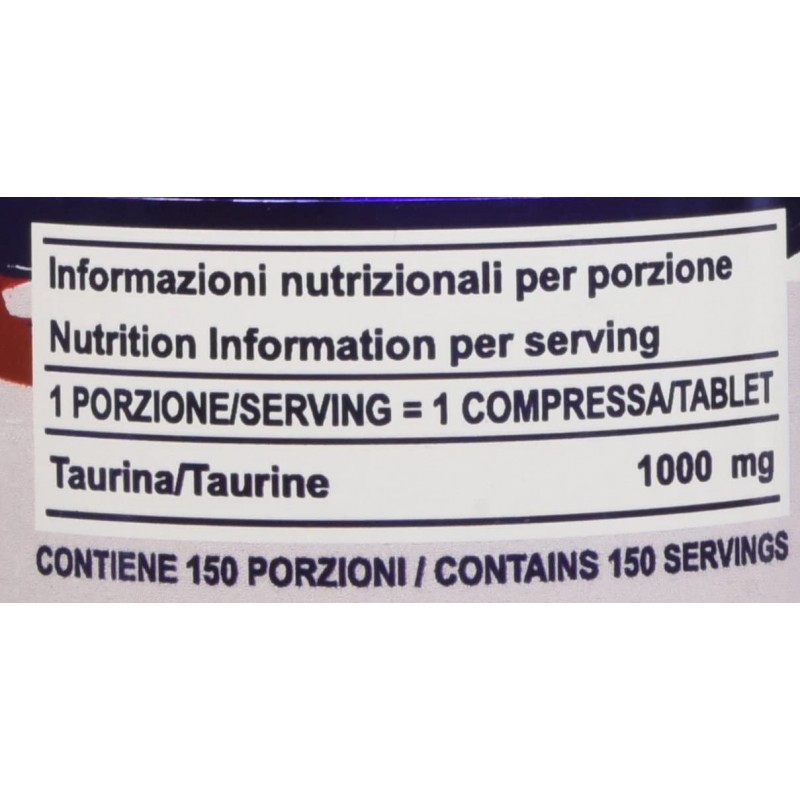 Informazioni nutrizionali per porzione
Nutrition Information per serving
1 PORZIONE/SERVING = 1 COMPRESSA/TABLET
Taurina/Taurine 1000 mg
CONTIENE 150 PORZIONI / CONTAINS 150 SERVINGS